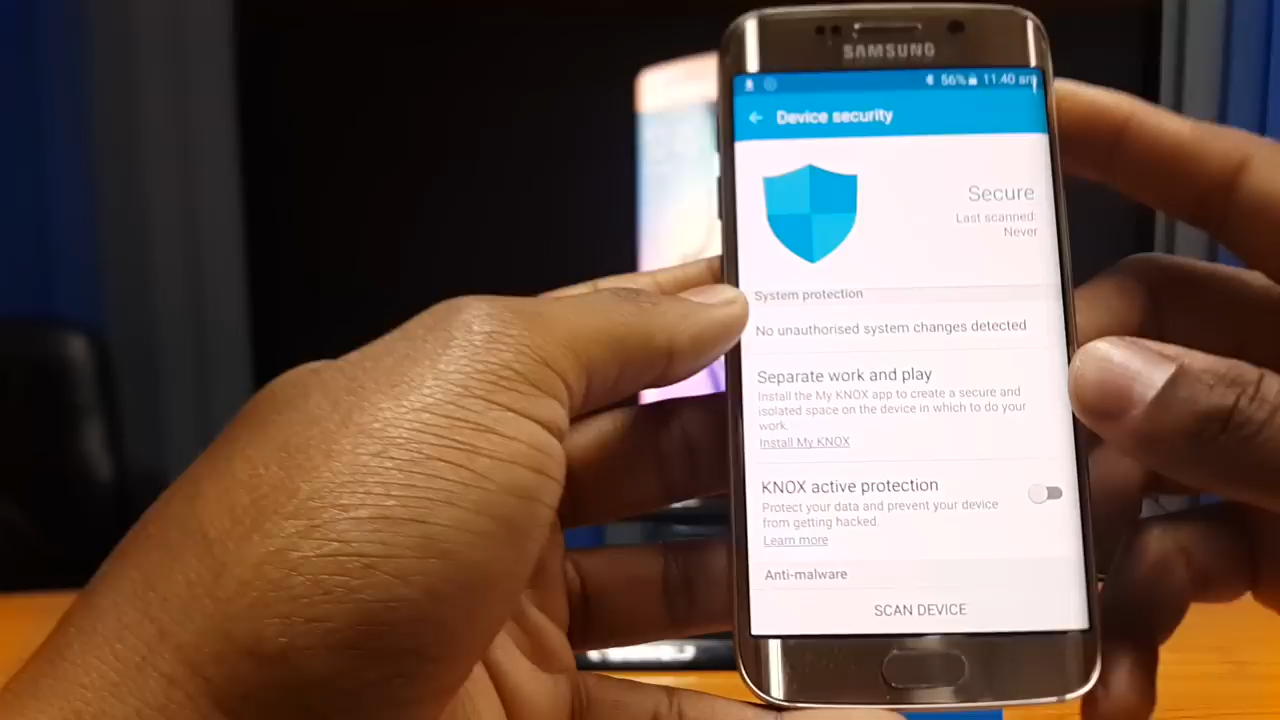 SAMSUNG
56% 11.40 am
Device security
Secure
Last scanned:
Never
System protection
No unauthorised system changes detected
Separate work and play
Install the My KNOX app to create a secure and
isolated space on the device in which to do your
work.
Install My KNOX
KNOX active protection
Protect your data and prevent your device
from getting hacked.
Learn more
Anti-malware
SCAN DEVICE